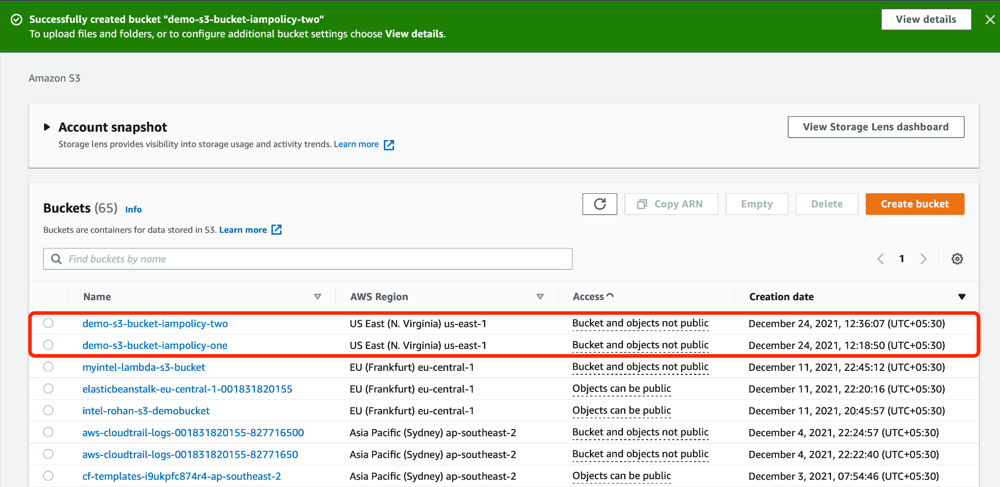 Successfully created bucket "demo-s3-bucket-iampolicy-two"
To upload files and folders, or to configure additional bucket settings choose View details.
View details
Amazon S3
Account snapshot
Storage lens provides visibility into storage usage and activity trends. Learn more
View Storage Lens dashboard
Buckets (65) Info
Buckets are containers for data stored in S3. Learn more
Copy ARN
Empty
Delete
Create bucket
Find buckets by name
1
Name AWS Region Access Creation date
demo-s3-bucket-iampolicy-two US East (N. Virginia) us-east-1 Bucket and objects not public December 24, 2021, 12:36:07 (UTC+05:30)
demo-s3-bucket-iampolicy-one US East (N. Virginia) us-east-1 Bucket and objects not public December 24, 2021, 12:18:50 (UTC+05:30)
myintel-lambda-s3-bucket EU (Frankfurt) eu-central-1 Bucket and objects not public December 11, 2021, 22:45:12 (UTC+05:30)
elasticbeanstalk-eu-central-1-001831820155 EU (Frankfurt) eu-central-1 Objects can be public December 11, 2021, 22:20:16 (UTC+05:30)
intel-rohan-s3-demobucket EU (Frankfurt) eu-central-1 Objects can be public December 11, 2021, 20:45:57 (UTC+05:30)
aws-cloudtrail-logs-001831820155-827716500 Asia Pacific (Sydney) ap-southeast-2 Bucket and objects not public December 4, 2021, 22:24:57 (UTC+05:30)
aws-cloudtrail-logs-001831820155-82771650 Asia Pacific (Sydney) ap-southeast-2 Bucket and objects not public December 4, 2021, 22:22:40 (UTC+05:30)
cf-templates-i9ukpfc874r4-ap-southeast-2 Asia Pacific (Sydney) ap-southeast-2 Objects can be public December 3, 2021, 07:54:46 (UTC+05:30)